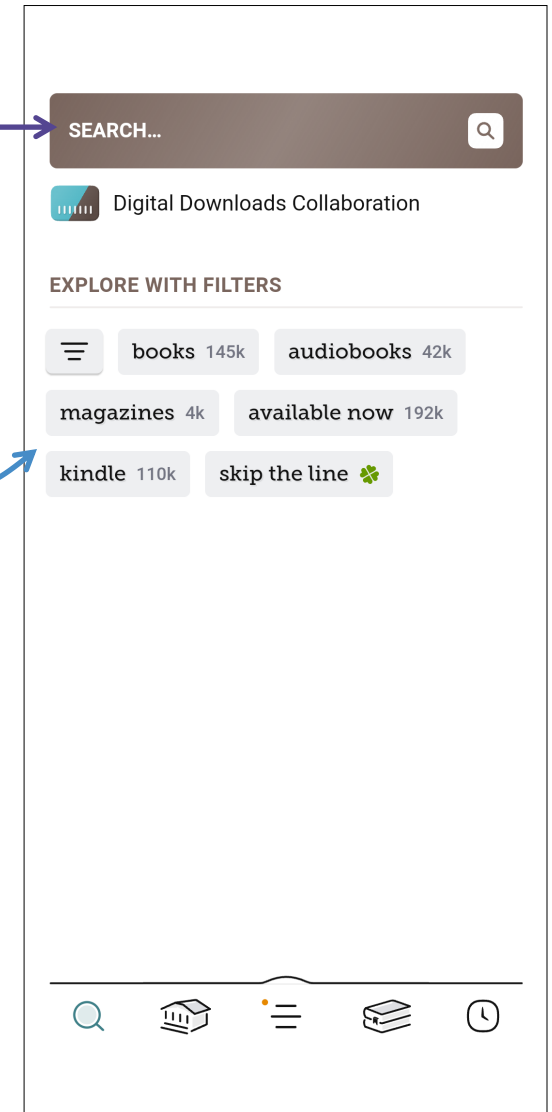 SEARCH...
Digital Downloads Collaboration
EXPLORE WITH FILTERS
books 145k audiobooks 42k
magazines 4k available now 192k
kindle 110k skip the line